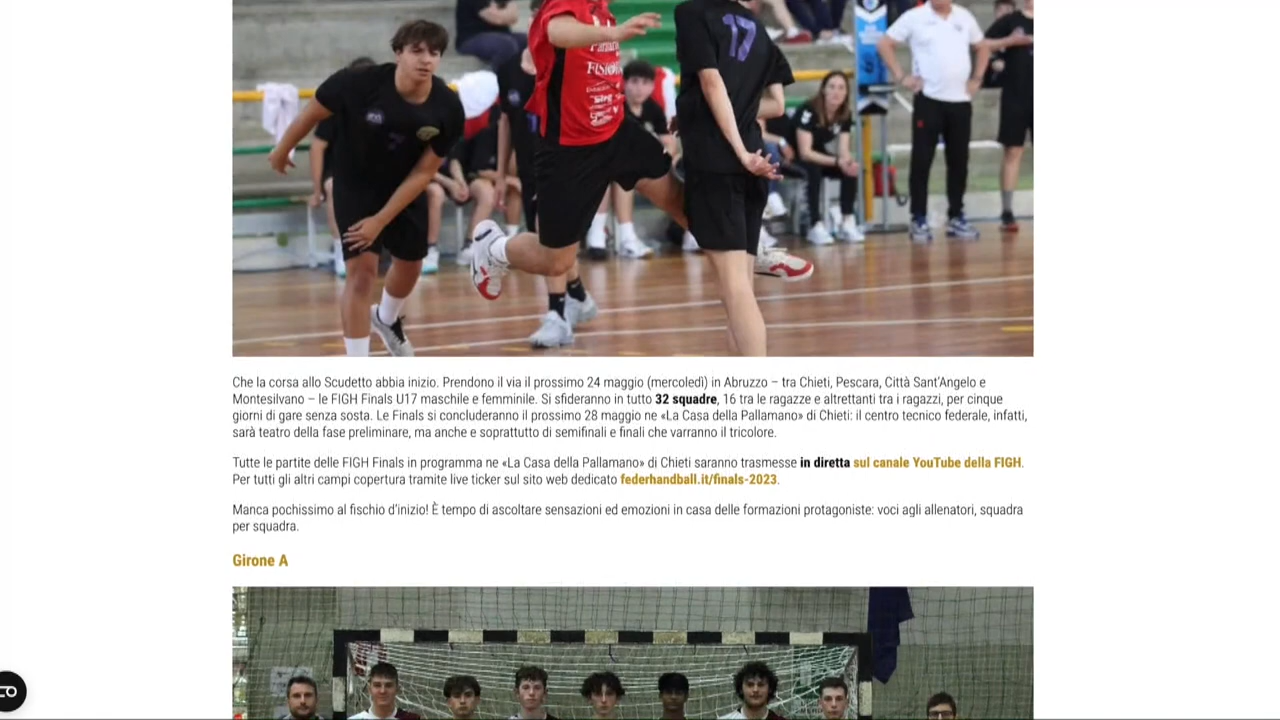 17
FISIO
Che la corsa allo Scudetto abbia inizio. Prendono il via il prossimo 24 maggio (mercoledì) in Abruzzo – tra Chieti, Pescara, Città Sant'Angelo e
Montesilvano – le FIGH Finals U17 maschile e femminile. Si sfideranno in tutto 32 squadre, 16 tra le ragazze e altrettanti tra i ragazzi, per cinque
giorni di gare senza sosta. Le Finals si concluderanno il prossimo 28 maggio ne «La Casa della Pallamano» di Chieti: il centro tecnico federale, infatti,
sarà teatro della fase preliminare, ma anche e soprattutto di semifinali e finali che varranno il tricolore.
Tutte le partite delle FIGH Finals in programma ne «La Casa della Pallamano» di Chieti saranno trasmesse in diretta sul canale YouTube della FIGH.
Per tutti gli altri campi copertura tramite live ticker sul sito web dedicato federhandball.it/finals-2023.
Manca pochissimo al fischio d'inizio! È tempo di ascoltare sensazioni ed emozioni in casa delle formazioni protagoniste: voci agli allenatori, squadra
per squadra.
Girone A